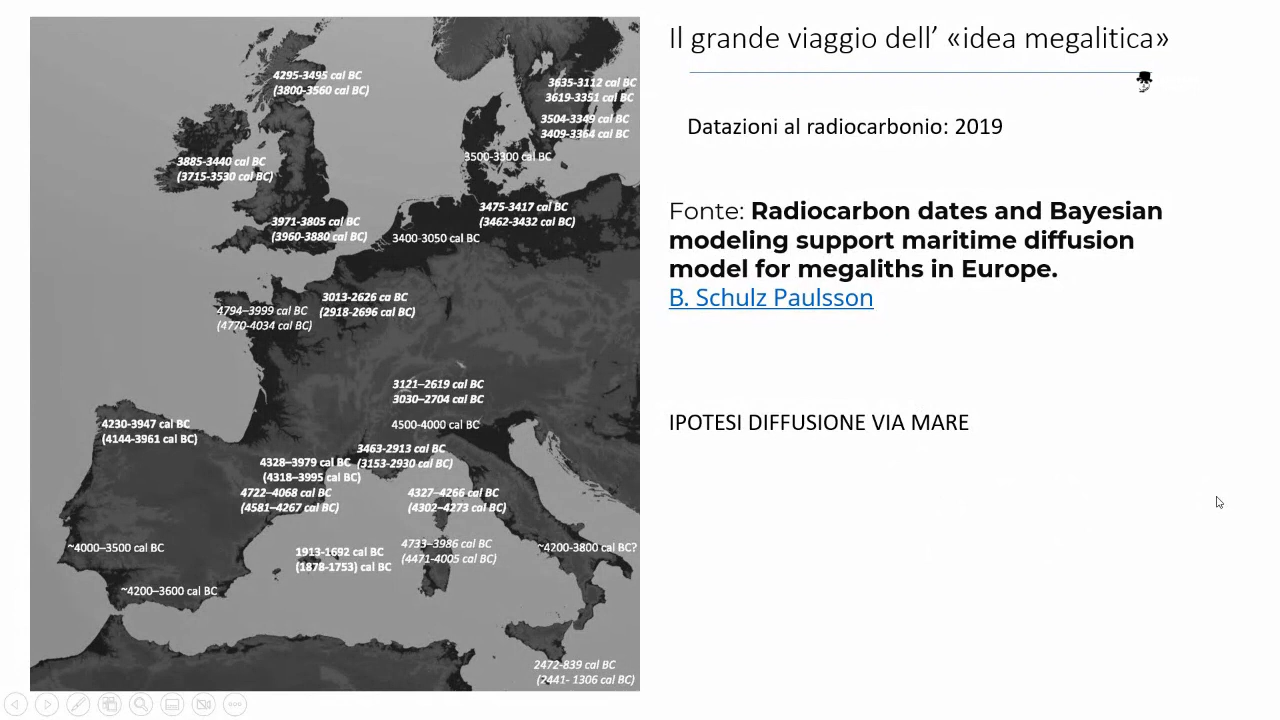 Il grande viaggio dell’ «idea megalitica»
Datazioni al radiocarbonio: 2019
Fonte: Radiocarbon dates and Bayesian
modeling support maritime diffusion
model for megaliths in Europe.
B. Schulz Paulsson
IPOTESI DIFFUSIONE VIA MARE
4295-3495 cal BC
(3800-3560 cal BC)
3635-3112 cal BC
3619-3351 cal BC
3504-3349 cal BC
3409-3364 cal BC
3500-3300 cal BC
3885-3440 cal BC
(3715-3530 cal BC)
3475-3417 cal BC
(3462-3432 cal BC)
3971-3805 cal BC
(3960-3880 cal BC)
3400-3050 cal BC
3013-2626 ca BC
(2918-2696 cal BC)
4794–3999 cal BC
(4770-4034 cal BC)
3121–2619 cal BC
3030–2704 cal BC
4500-4000 cal BC
4230-3947 cal BC
(4144-3961 cal BC)
3463-2913 cal BC
(3153-2930 cal BC)
4328–3979 cal BC
(4318–3995 cal BC)
4722–4068 cal BC
(4581–4267 cal BC)
4327–4266 cal BC
(4302–4273 cal BC)
1913-1692 cal BC
(1878-1753) cal BC
4733–3986 cal BC
(4471-4005 cal BC)
~4200-3800 cal BC?
~4000–3500 cal BC
~4200–3600 cal BC
2472-839 cal BC
(2441- 1306 cal BC)